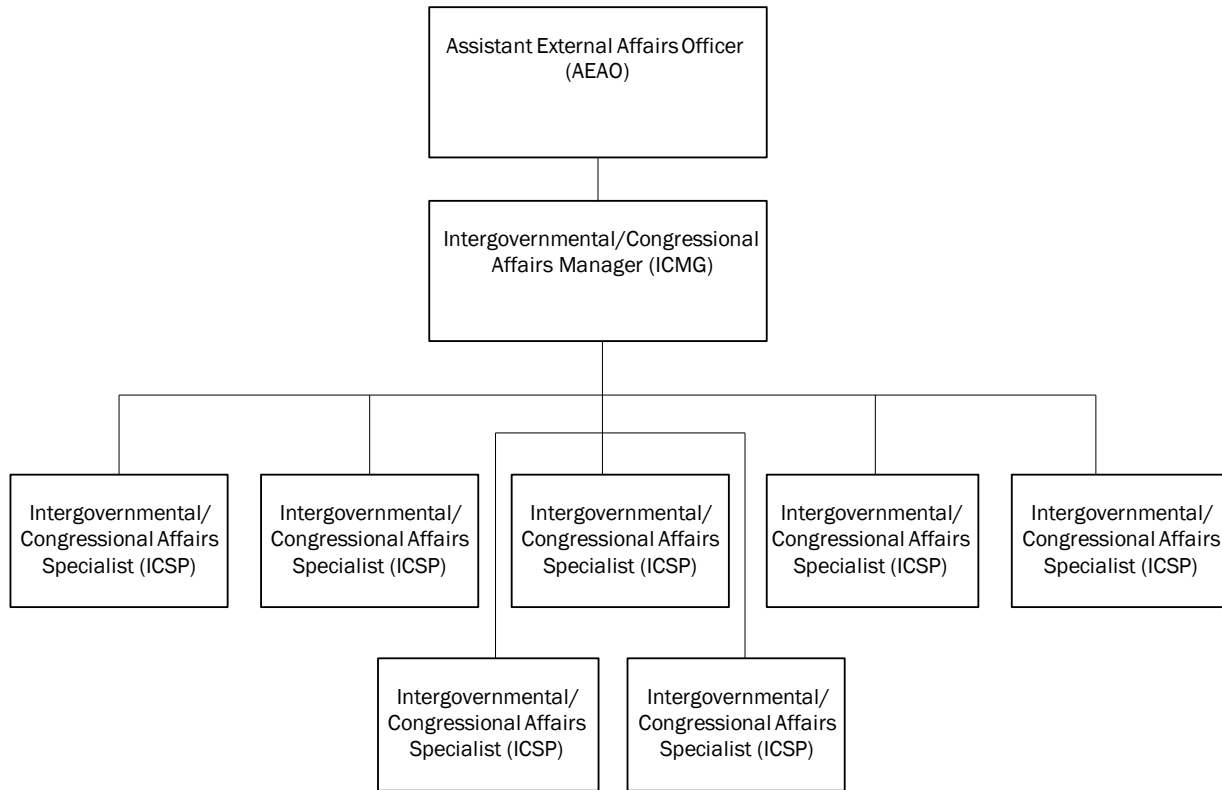 Assistant External Affairs Officer
(AEAO)
Intergovernmental/Congressional
Affairs Manager (ICMG)
Intergovernmental/
Congressional Affairs
Specialist (ICSP)
Intergovernmental/
Congressional Affairs
Specialist (ICSP)
Intergovernmental/
Congressional Affairs
Specialist (ICSP)
Intergovernmental/
Congressional Affairs
Specialist (ICSP)
Intergovernmental/
Congressional Affairs
Specialist (ICSP)
Intergovernmental/
Congressional Affairs
Specialist (ICSP)
Intergovernmental/
Congressional Affairs
Specialist (ICSP)